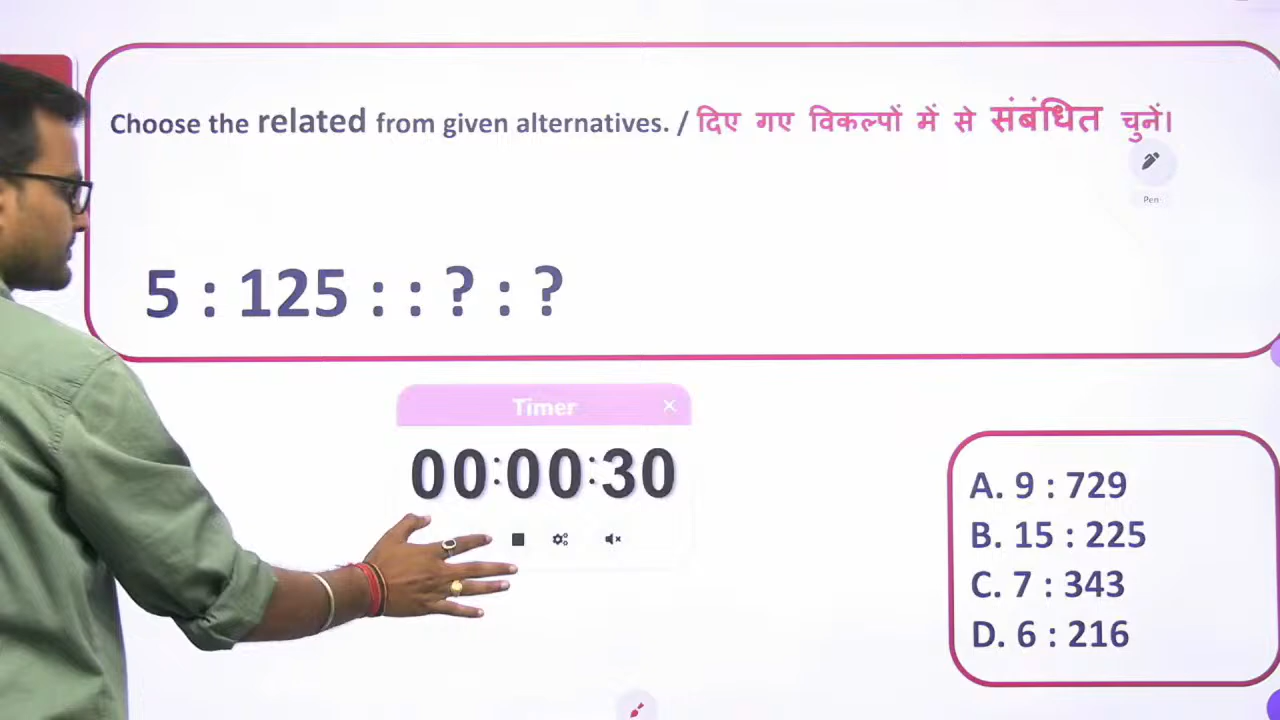 Choose the related from given alternatives. / दिए गए विकल्पों में से संबंधित चुनें।
Pen
5 : 125 : : ? : ?
Timer
00:00:30
A. 9 : 729
B. 15 : 225
C. 7 : 343
D. 6 : 216